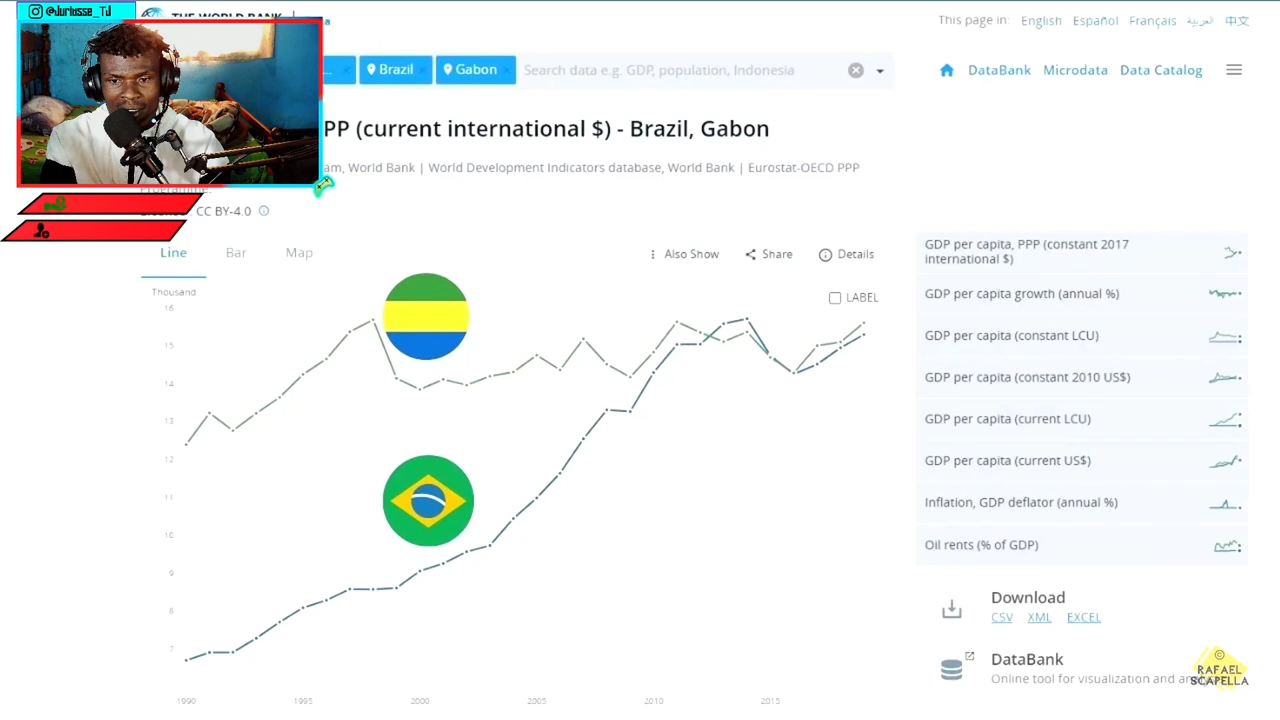 @Juriosse_TJ
THE WORLD BANK
This page in: English Español Français العربية 中文
Brazil × Gabon × Search data e.g. GDP, population, Indonesia
DataBank Microdata Data Catalog
PP (current international $) - Brazil, Gabon
am, World Bank | World Development Indicators database, World Bank | Eurostat-OECD PPP
Programme.
CC BY-4.0
Line Bar Map
Also Show Share Details
Thousand
LABEL
16
15
14
13
12
11
10
9
8
7
1990 1995 2000 2005 2010 2015
GDP per capita, PPP (constant 2017
international $)
GDP per capita growth (annual %)
GDP per capita (constant LCU)
GDP per capita (constant 2010 US$)
GDP per capita (current LCU)
GDP per capita (current US$)
Inflation, GDP deflator (annual %)
Oil rents (% of GDP)
Download
CSV XML EXCEL
DataBank
Online tool for visualization and
©
RAFAEL
SCAPELLA